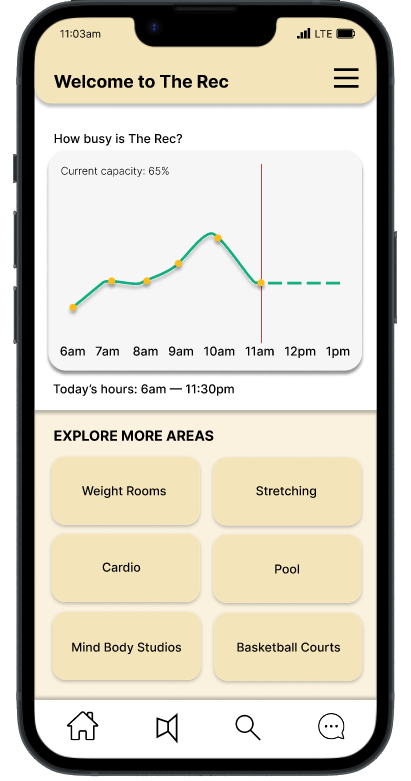 11:03am LTE
Welcome to The Rec
How busy is The Rec?
Current capacity: 65%
6am 7am 8am 9am 10am 11am 12pm 1pm
Today's hours: 6am — 11:30pm
EXPLORE MORE AREAS
Weight Rooms Stretching
Cardio Pool
Mind Body Studios Basketball Courts